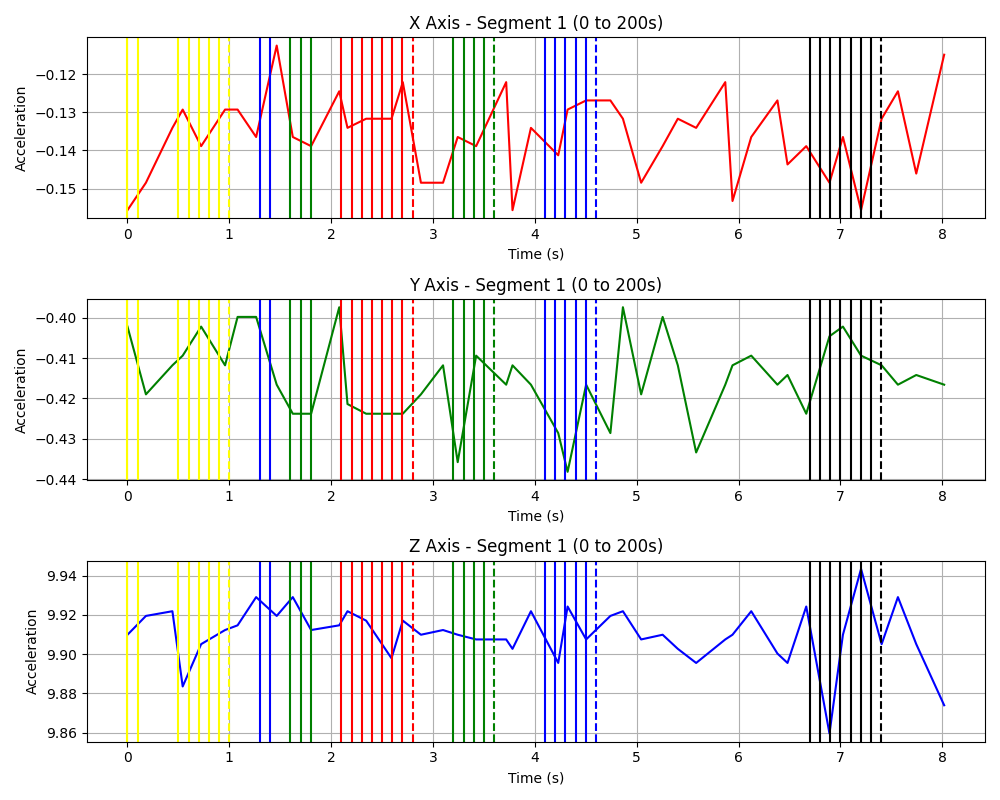 X Axis - Segment 1 (0 to 200s)
−0.12
−0.13
−0.14
−0.15
Acceleration
0 1 2 3 4 5 6 7 8
Time (s)
Y Axis - Segment 1 (0 to 200s)
−0.40
−0.41
−0.42
−0.43
−0.44
Acceleration
0 1 2 3 4 5 6 7 8
Time (s)
Z Axis - Segment 1 (0 to 200s)
9.94
9.92
9.90
9.88
9.86
Acceleration
0 1 2 3 4 5 6 7 8
Time (s)